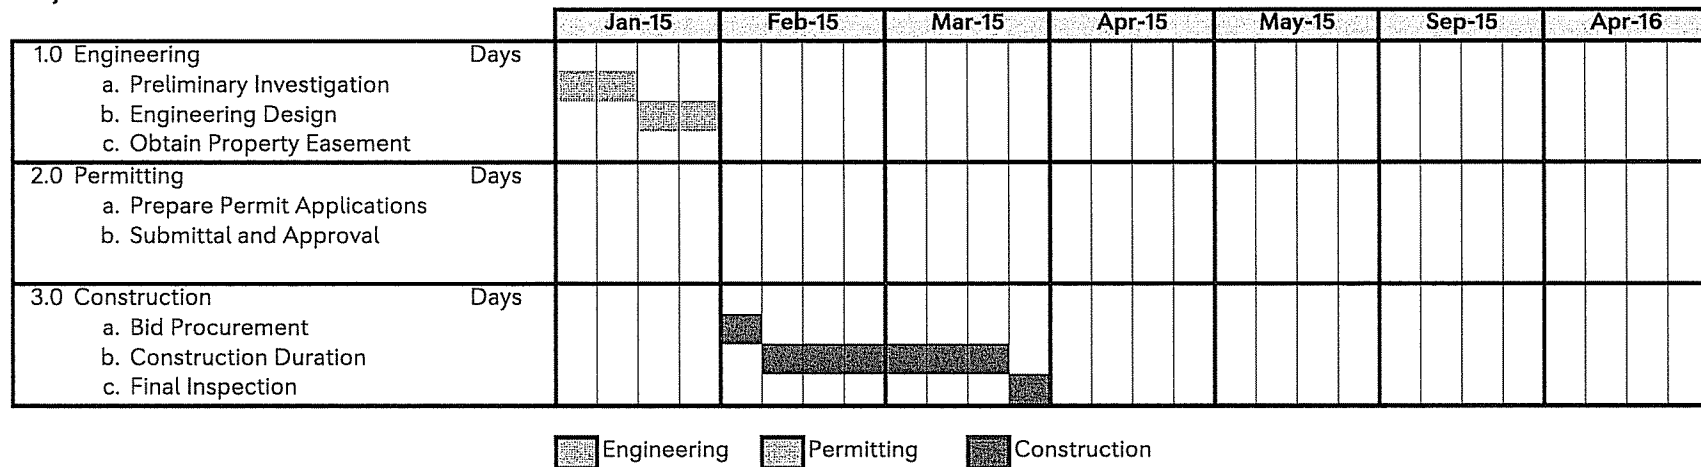 Jan-15 Feb-15 Mar-15 Apr-15 May-15 Sep-15 Apr-16
1.0 Engineering Days
a. Preliminary Investigation
b. Engineering Design
c. Obtain Property Easement
2.0 Permitting Days
a. Prepare Permit Applications
b. Submittal and Approval
3.0 Construction Days
a. Bid Procurement
b. Construction Duration
c. Final Inspection
Engineering Permitting Construction